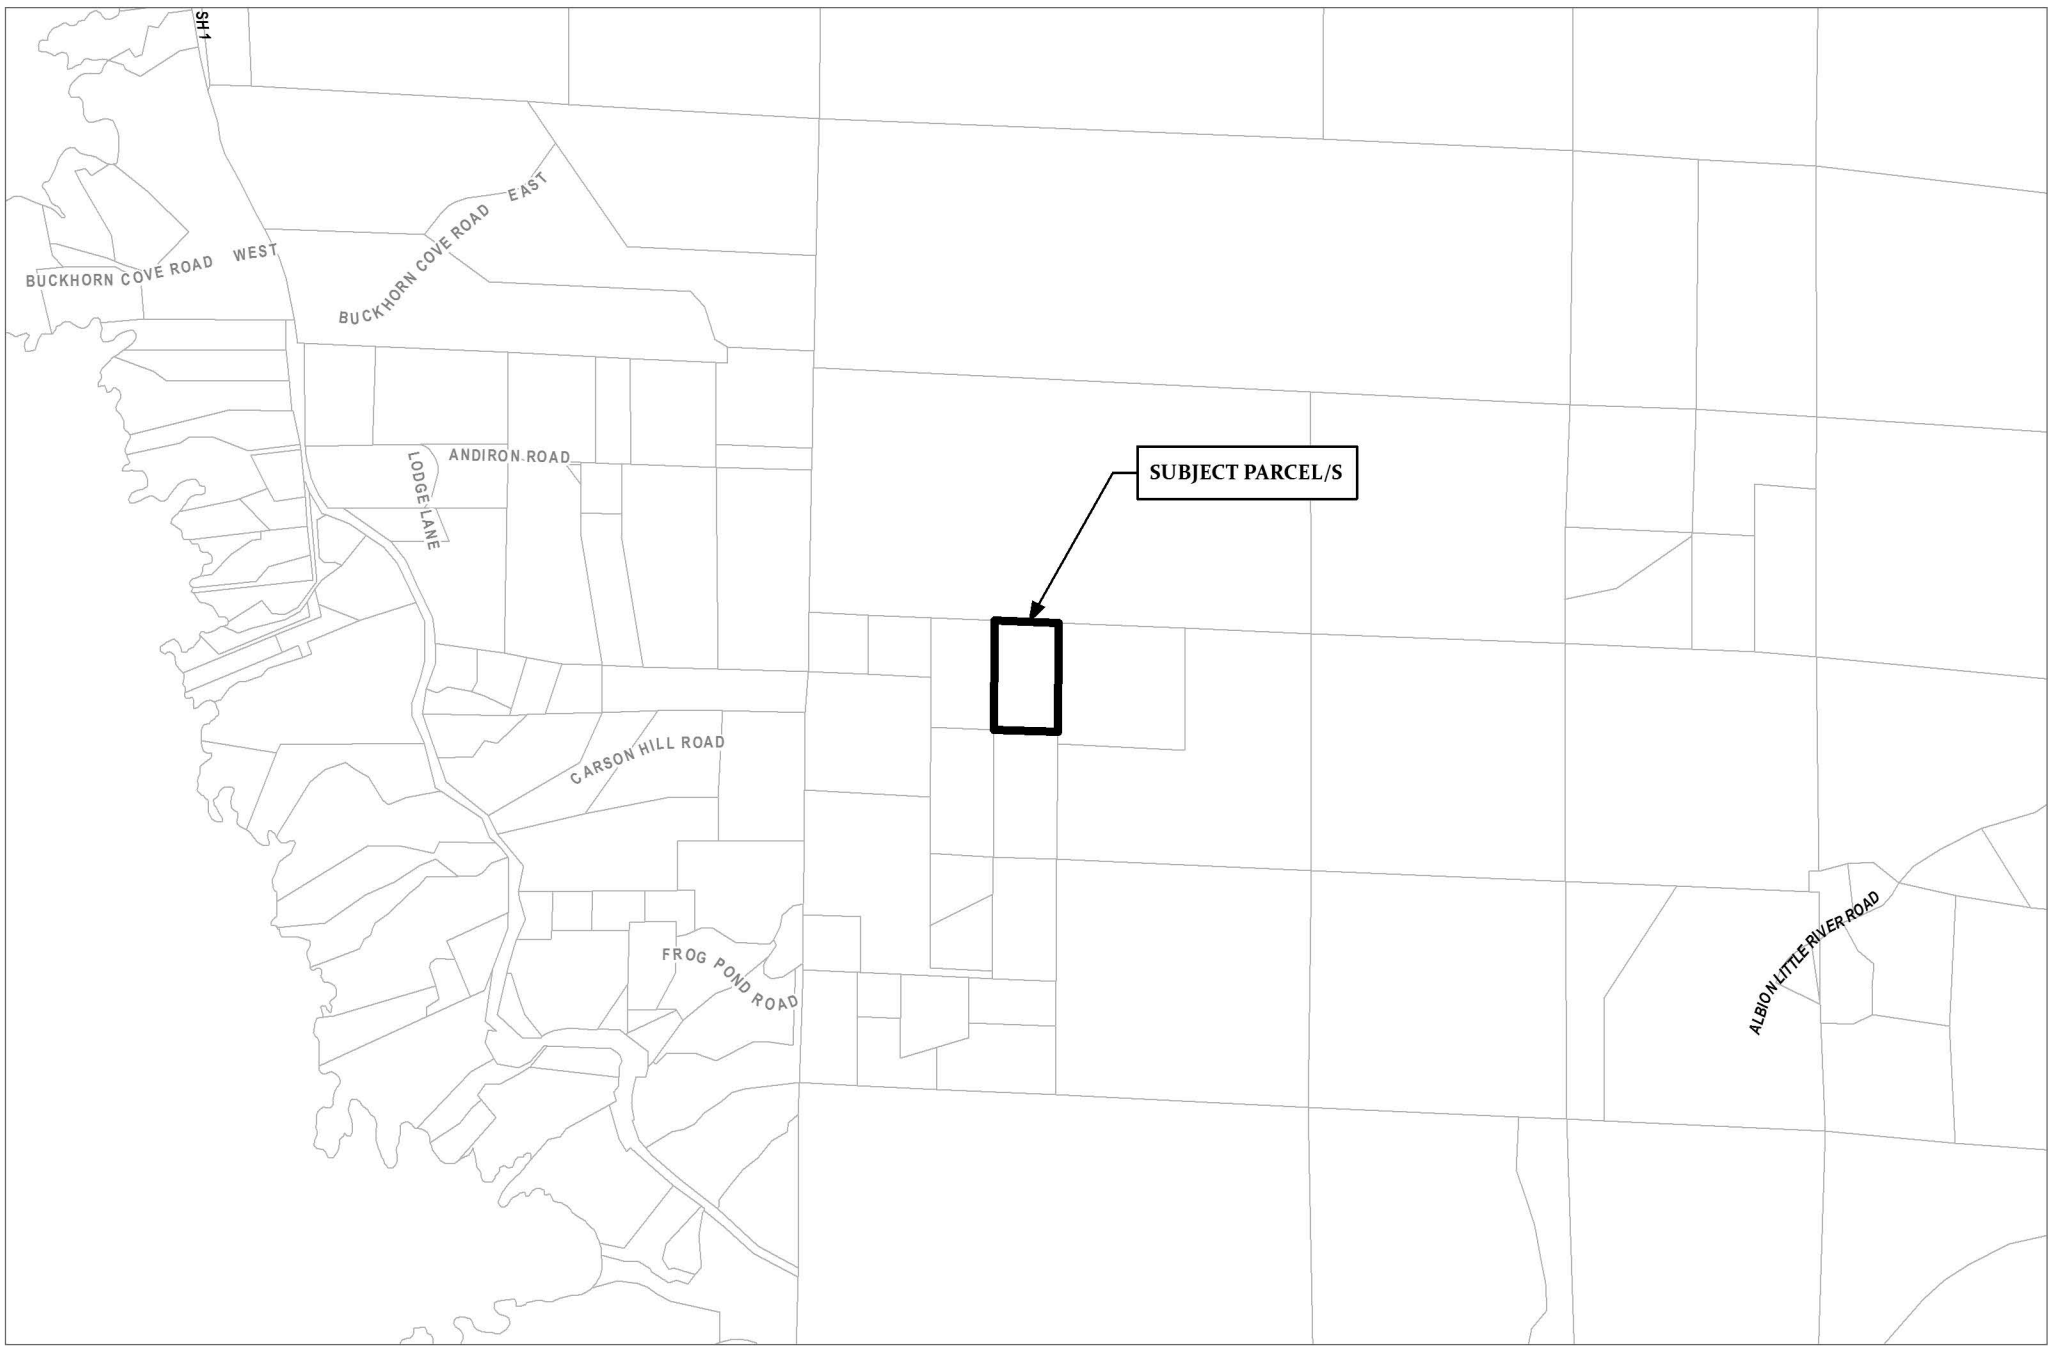 SH 1
BUCKHORN COVE ROAD EAST
BUCKHORN COVE ROAD WEST
ANDIRON ROAD
LODGE LANE
SUBJECT PARCEL/S
CARSON HILL ROAD
FROG POND ROAD
ALBION LITTLE RIVER ROAD